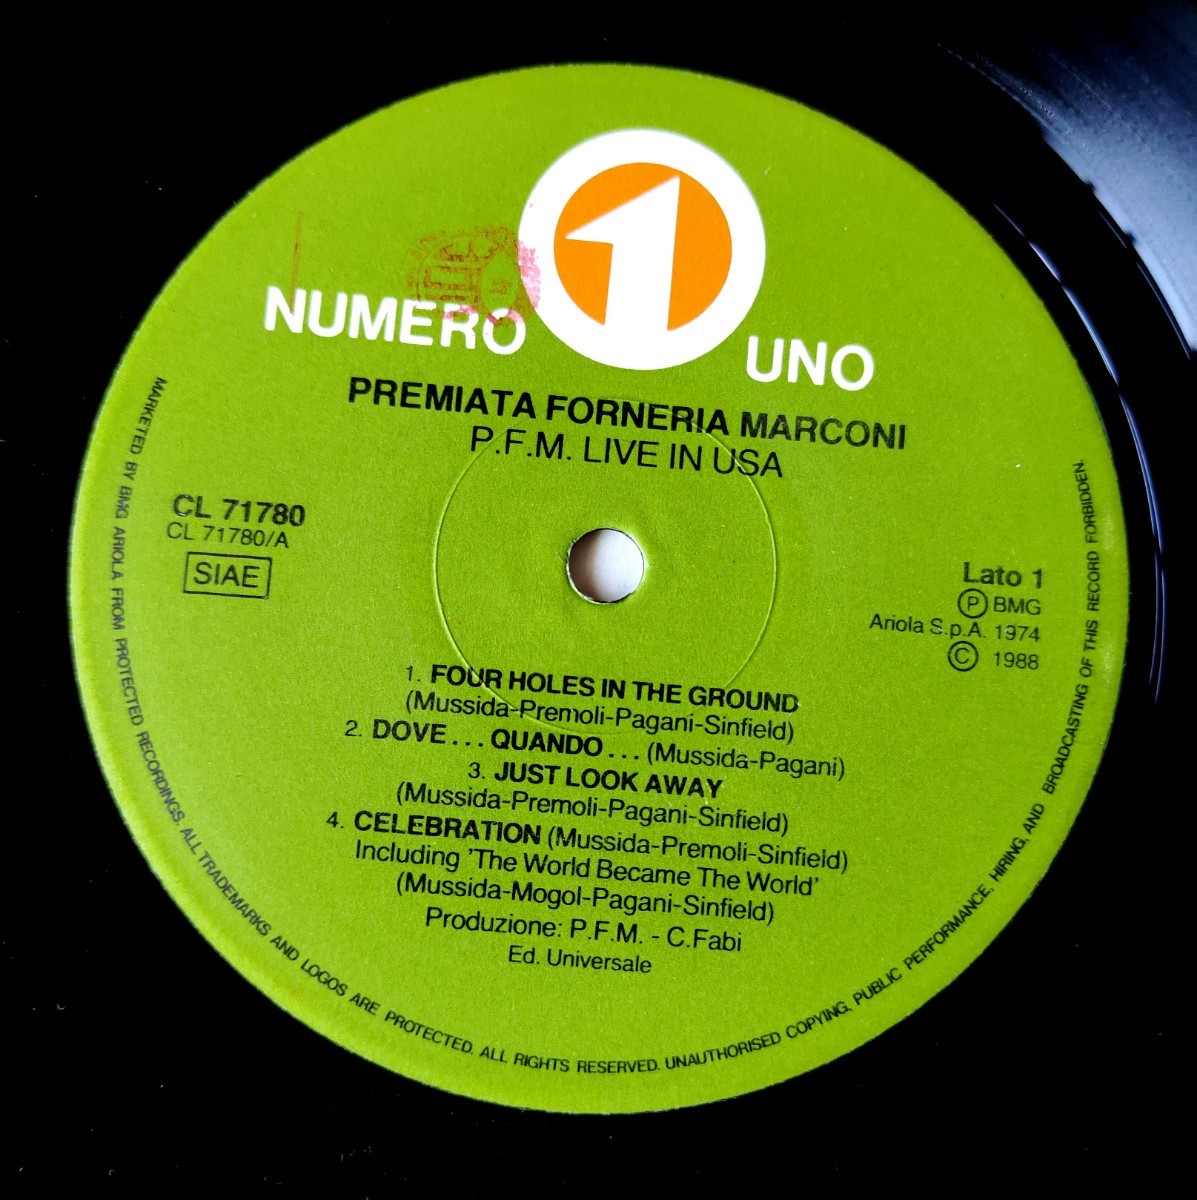 1
NUMERO UNO
PREMIATA FORNERIA MARCONI
P.F.M. LIVE IN USA
CL 71780
CL 71780/A
SIAE
Lato 1
Ⓟ BMG
Ariola S.p.A. 1974
© 1988
1. FOUR HOLES IN THE GROUND
(Mussida-Premoli-Pagani-Sinfield)
2. DOVE... QUANDO... (Mussida-Pagani)
3. JUST LOOK AWAY
(Mussida-Premoli-Pagani-Sinfield)
4. CELEBRATION (Mussida-Premoli-Sinfield)
Including 'The World Became The World'
(Mussida-Mogol-Pagani-Sinfield)
Produzione: P.F.M. - C.Fabi
Ed. Universale
MARKETED BY BMG ARIOLA FROM PROTECTED RECORDINGS. ALL TRADEMARKS AND LOGOS ARE PROTECTED. ALL RIGHTS RESERVED. UNAUTHORISED COPYING, PUBLIC PERFORMANCE, HIRING, AND BROADCASTING OF THIS RECORD FORBIDDEN.